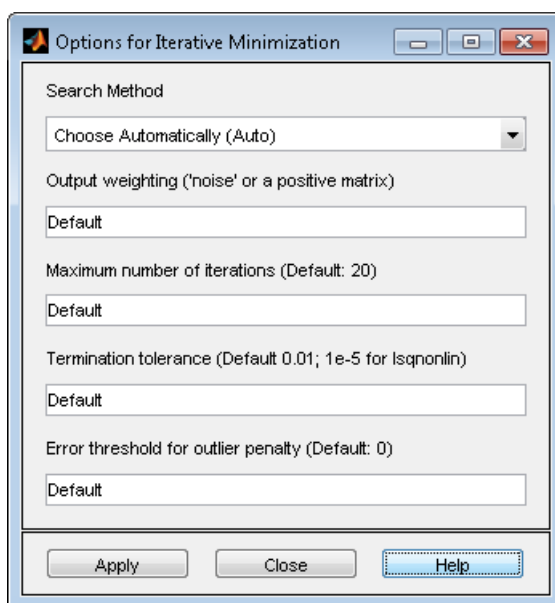 Options for Iterative Minimization
Search Method
Choose Automatically (Auto)
Output weighting ('noise' or a positive matrix)
Default
Maximum number of iterations (Default: 20)
Default
Termination tolerance (Default 0.01; 1e-5 for lsqnonlin)
Default
Error threshold for outlier penalty (Default: 0)
Default
Apply Close Help